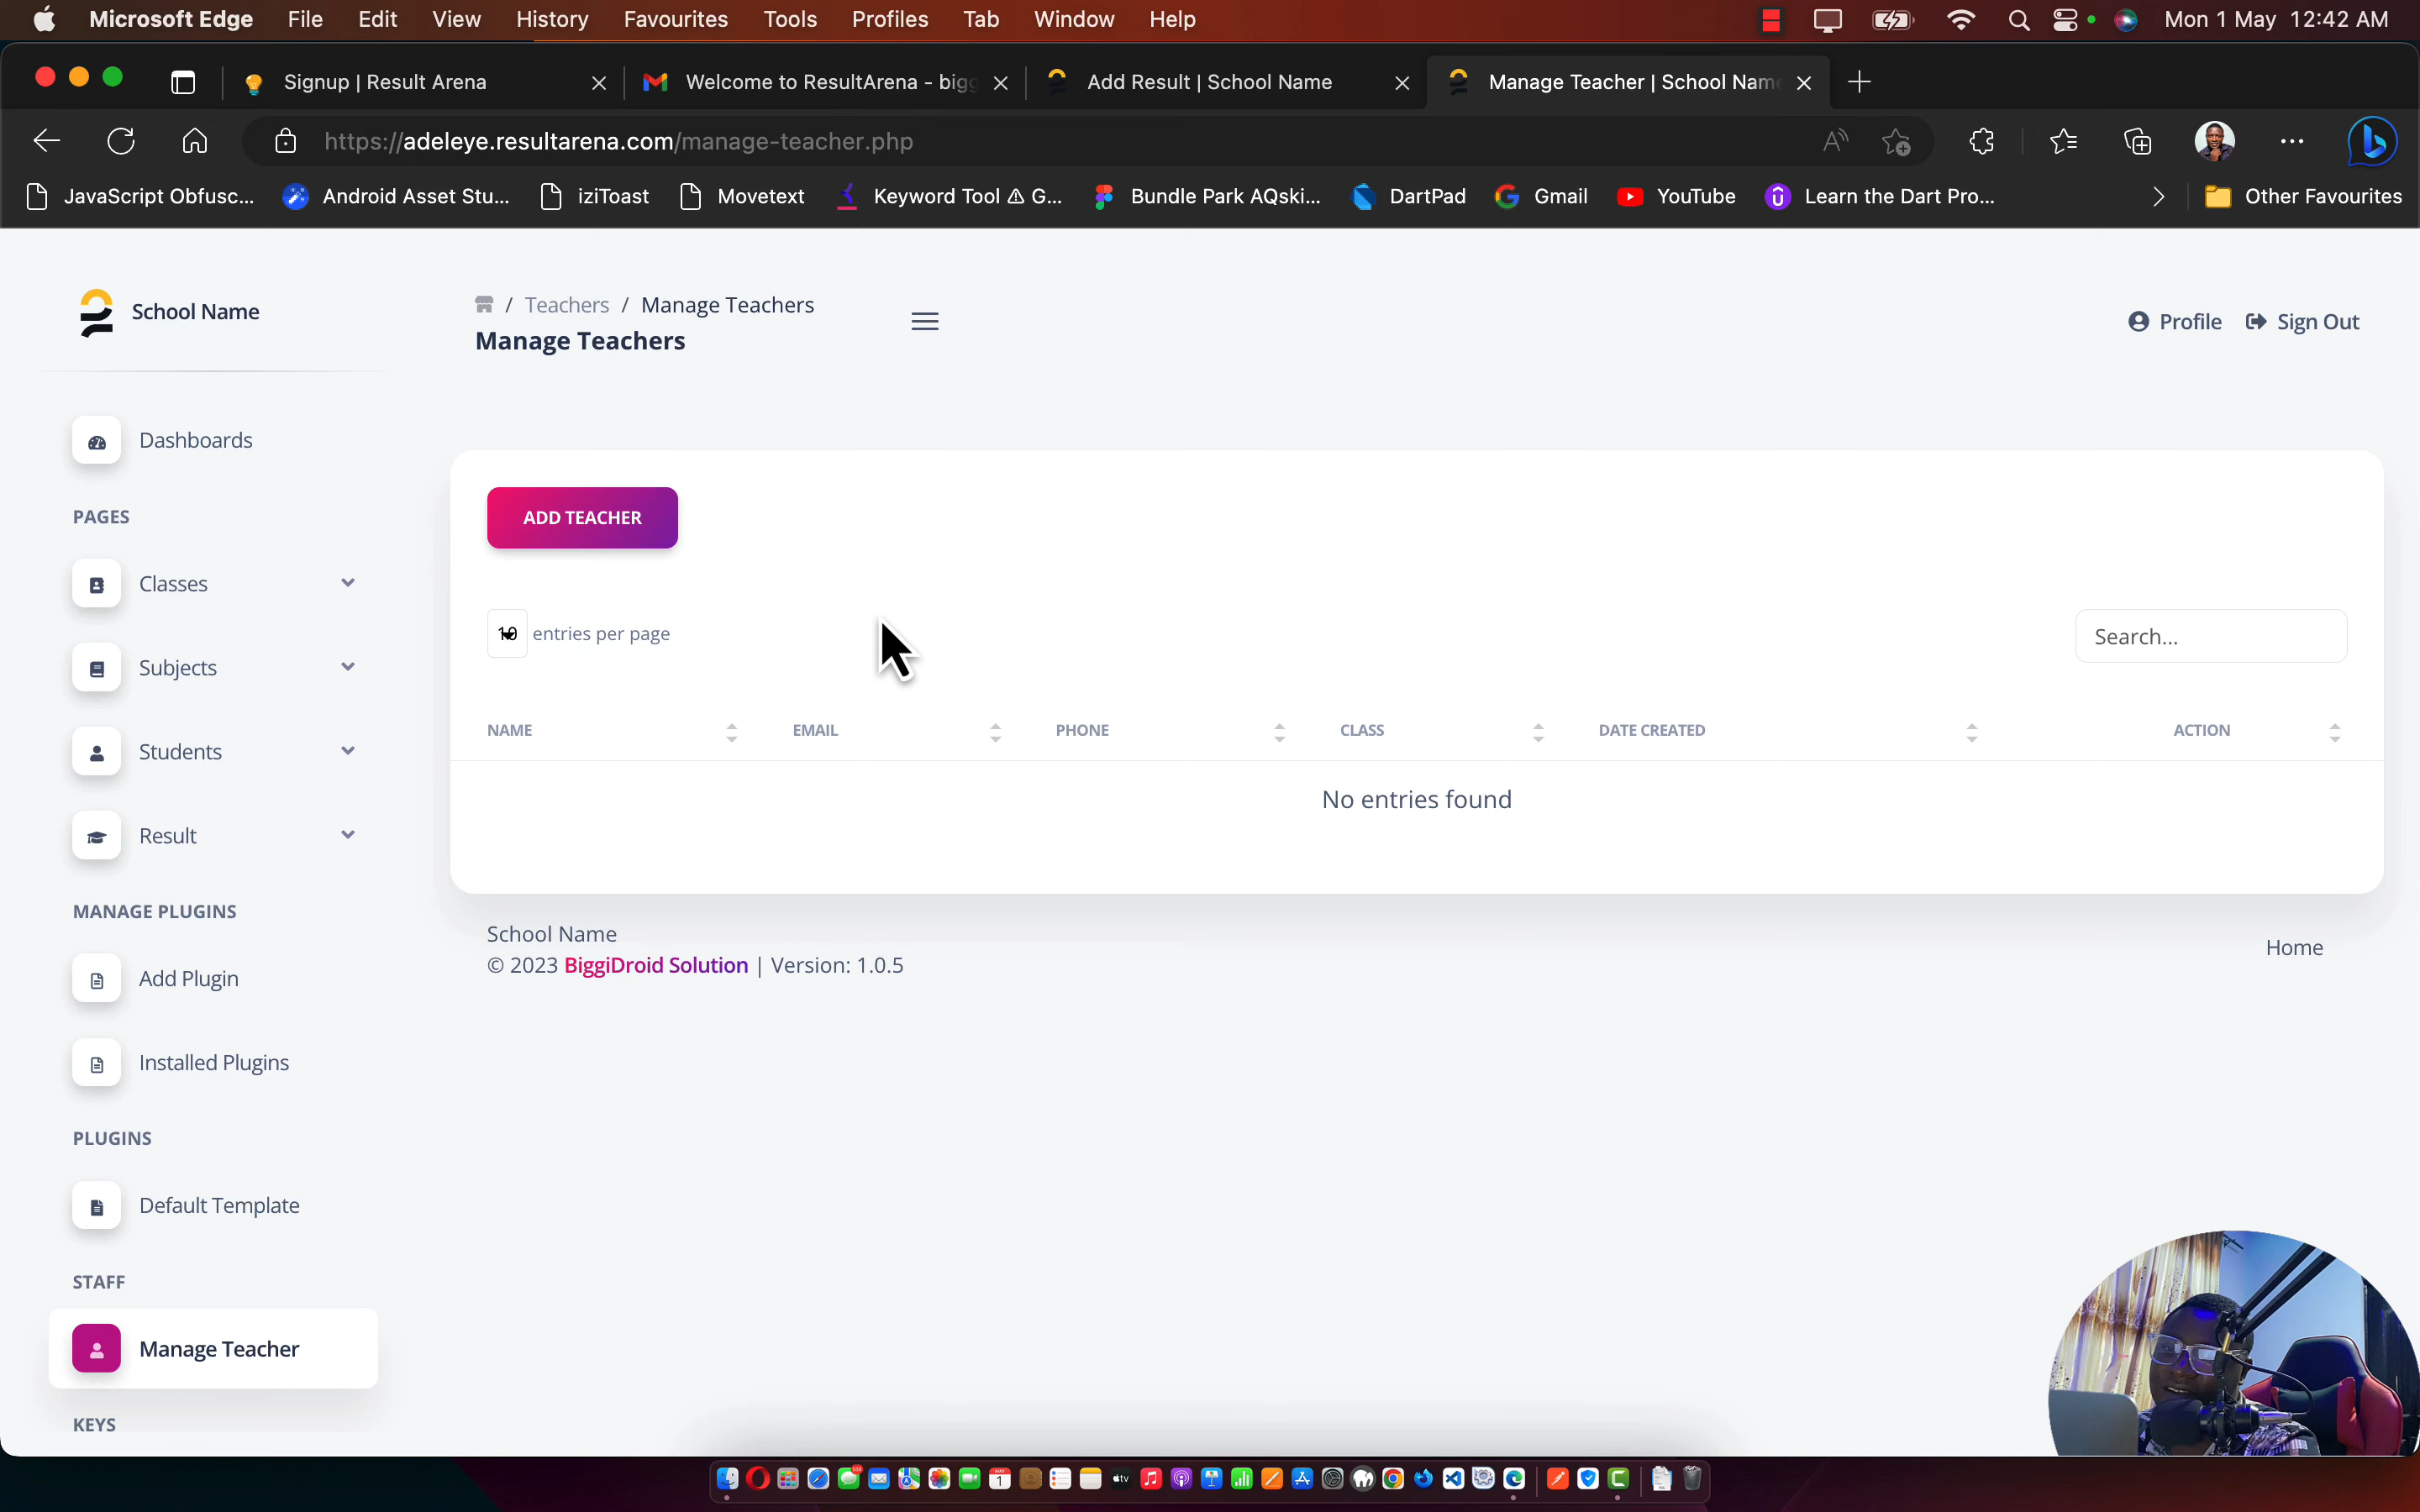 Microsoft Edge File Edit View History Favourites Tools Profiles Tab Window Help Mon 1 May 12:42 AM
Signup | Result Arena
Welcome to ResultArena - bigg
Add Result | School Name
Manage Teacher | School Name
https://adeleye.resultarena.com/manage-teacher.php
JavaScript Obfusc...
Android Asset Stu...
iziToast
Movetext
Keyword Tool ⚠ G...
Bundle Park AQski...
DartPad
Gmail
YouTube
Learn the Dart Pro...
Other Favourites
School Name
/ Teachers / Manage Teachers
Manage Teachers
Profile
Sign Out
Dashboards
PAGES
Classes
Subjects
Students
Result
MANAGE PLUGINS
Add Plugin
Installed Plugins
PLUGINS
Default Template
STAFF
Manage Teacher
KEYS
ADD TEACHER
10 entries per page
Search...
NAME EMAIL PHONE CLASS DATE CREATED ACTION
No entries found
School Name
© 2023 BiggiDroid Solution | Version: 1.0.5
Home